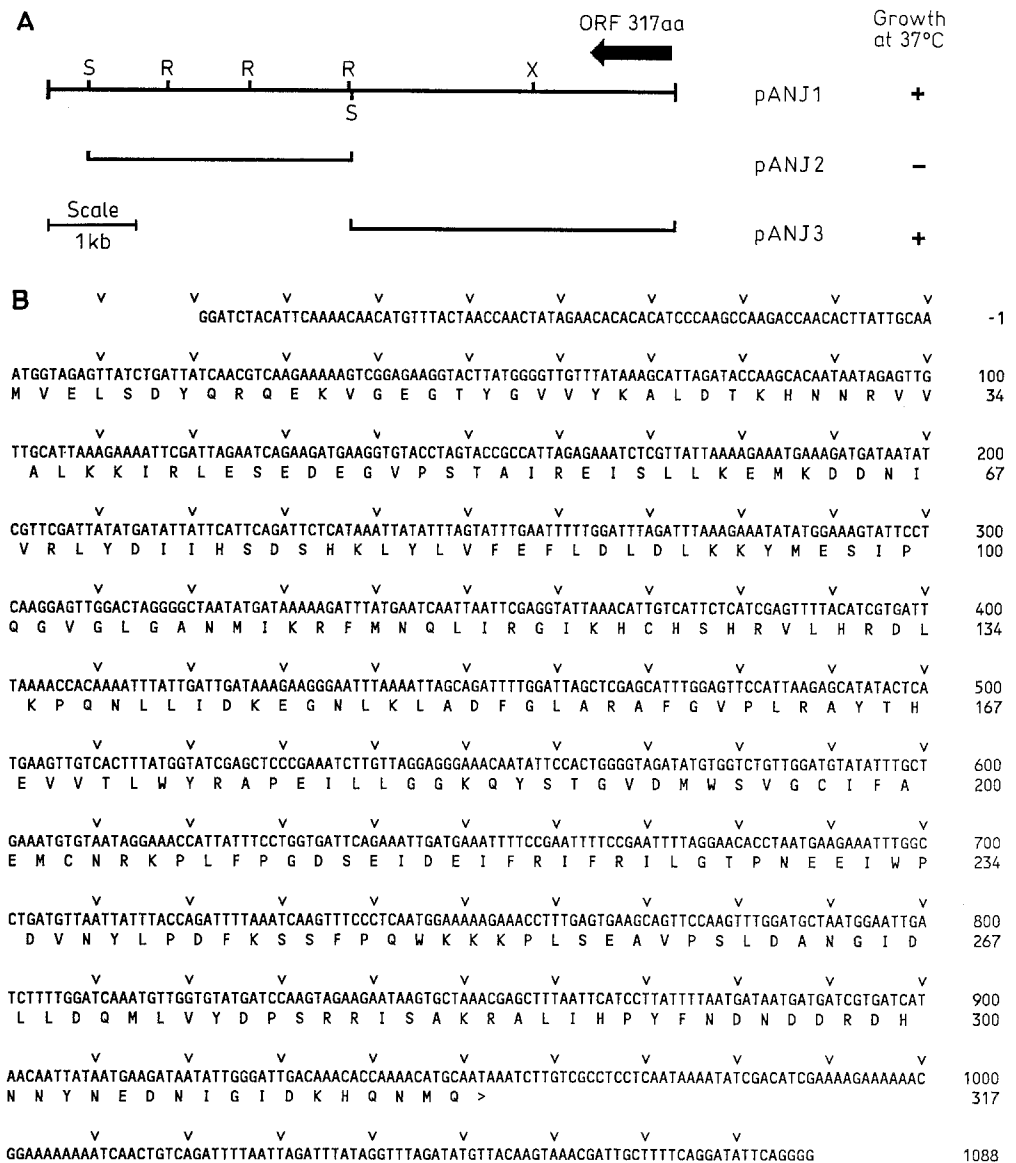 A
ORF 317aa
Growth
at 37°C
S R R R X
S
pANJ1 +
pANJ2 −
Scale
1kb
pANJ3 +
B v v v v v v v v v v
GGATCTACATTCAAAACAACATGTTTACTAACCAACTATAGAACACACACATCCCAAGCCAAGACCAACACTTATTGCAA -1
v v v v v v v v v v
ATGGTAGAGTTATCTGATTATCAACGTCAAGAAAAAGTCGGAGAAGGTACTTATGGGGTTGTTTATAAAGCATTAGATACCAAGCACAATAATAGAGTTG 100
M V E L S D Y Q R Q E K V G E G T Y G V V Y K A L D T K H N N R V V 34
v v v v v v v v v v
TTGCATTAAAGAAAATTCGATTAGAATCAGAAGATGAAGGTGTACCTAGTACCGCCATTAGAGAAATCTCGTTATTAAAAGAAATGAAAGATGATAATAT 200
A L K K I R L E S E D E G V P S T A I R E I S L L K E M K D D N I 67
v v v v v v v v v v
CGTTCGATTATATGATATTATTCATTCAGATTCTCATAAATTATATTTAGTATTTGAATTTTTGGATTTAGATTTAAAGAAATATATGGAAAGTATTCCT 300
V R L Y D I I H S D S H K L Y L V F E F L D L D L K K Y M E S I P 100
v v v v v v v v v v
CAAGGAGTTGGACTAGGGGCTAATATGATAAAAAGATTTATGAATCAATTAATTCGAGGTATTAAACATTGTCATTCTCATCGAGTTTTACATCGTGATT 400
Q G V G L G A N M I K R F M N Q L I R G I K H C H S H R V L H R D L 134
v v v v v v v v v v
TAAAACCACAAAATTTATTGATTGATAAAGAAGGGAATTTAAAATTAGCAGATTTTGGATTAGCTCGAGCATTTGGAGTTCCATTAAGAGCATATACTCA 500
K P Q N L L I D K E G N L K L A D F G L A R A F G V P L R A Y T H 167
v v v v v v v v v v
TGAAGTTGTCACTTTATGGTATCGAGCTCCCGAAATCTTGTTAGGAGGGAAACAATATTCCACTGGGGTAGATATGTGGTCTGTTGGATGTATATTTGCT 600
E V V T L W Y R A P E I L L G G K Q Y S T G V D M W S V G C I F A 200
v v v v v v v v v v
GAAATGTGTAATAGGAAACCATTATTTCCTGGTGATTCAGAAATTGATGAAATTTTCCGAATTTTCCGAATTTTAGGAACACCTAATGAAGAAATTTGGC 700
E M C N R K P L F P G D S E I D E I F R I F R I L G T P N E E I W P 234
v v v v v v v v v v
CTGATGTTAATTATTTACCAGATTTTAAATCAAGTTTCCCTCAATGGAAAAAGAAACCTTTGAGTGAAGCAGTTCCAAGTTTGGATGCTAATGGAATTGA 800
D V N Y L P D F K S S F P Q W K K K P L S E A V P S L D A N G I D 267
v v v v v v v v v v
TCTTTTGGATCAAATGTTGGTGTATGATCCAAGTAGAAGAATAAGTGCTAAACGAGCTTTAATTCATCCTTATTTTAATGATAATGATGATCGTGATCAT 900
L L D Q M L V Y D P S R R I S A K R A L I H P Y F N D N D D R D H 300
v v v v v v v v v v
AACAATTATAATGAAGATAATATTGGGATTGACAAACACCAAAACATGCAATAAATCTTGTCGCCTCCTCAATAAAATATCGACATCGAAAAGAAAAAAC 1000
N N Y N E D N I G I D K H Q N M Q > 317
v v v v v v v v
GGAAAAAAAATCAACTGTCAGATTTTAATTAGATTTATAGGTTTAGATATGTTACAAGTAAACGATTGCTTTTCAGGATATTCAGGGG 1088